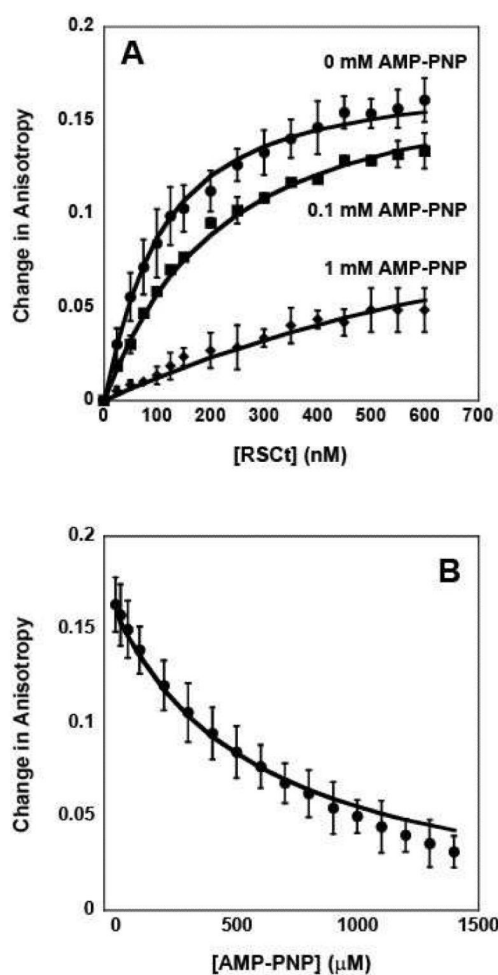 A
0 mM AMP-PNP
0.1 mM AMP-PNP
1 mM AMP-PNP
Change in Anisotropy
0.2
0.15
0.1
0.05
0
0 100 200 300 400 500 600 700
[RSCt] (nM)
B
Change in Anisotropy
0.2
0.15
0.1
0.05
0
0 500 1000 1500
[AMP-PNP] (μM)